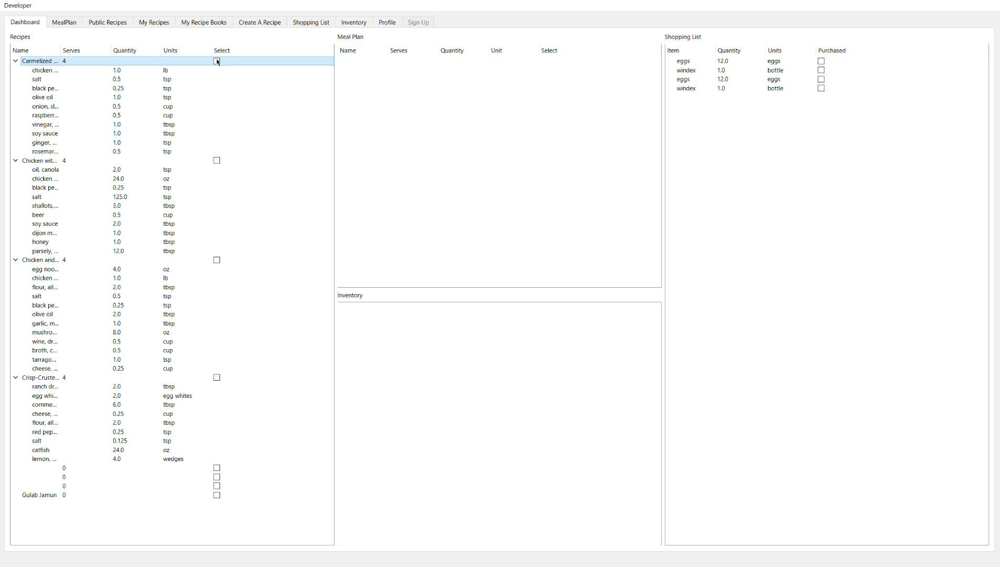 Developer
Dashboard MealPlan Public Recipes My Recipes My Recipe Books Create A Recipe Shopping List Inventory Profile Sign Up
Recipes
Name Serves Quantity Units Select
Carmelized ... 4
chicken ... 1.0 lb
salt 0.5 tsp
black pe... 0.25 tsp
olive oil 1.0 tsp
onion, sl... 0.5 cup
raspberr... 0.5 cup
vinegar, ... 1.0 tbsp
soy sauce 1.0 tbsp
ginger, ... 1.0 tsp
rosemar... 0.5 tsp
Chicken wit... 4
oil, canola 2.0 tsp
chicken ... 24.0 oz
black pe... 0.25 tsp
salt 125.0 tsp
shallots,... 3.0 tbsp
beer 0.5 cup
soy sauce 2.0 tbsp
dijon m... 1.0 tbsp
honey 1.0 tbsp
parsely, ... 12.0 tbsp
Chicken and... 4
egg noo... 4.0 oz
chicken ... 1.0 lb
flour, all... 2.0 tbsp
salt 0.5 tsp
black pe... 0.25 tsp
olive oil 2.0 tbsp
garlic, m... 1.0 tbsp
mushro... 8.0 oz
wine, dr... 0.5 cup
broth, c... 0.5 cup
tarrago... 1.0 tsp
cheese, ... 0.25 cup
Crisp-Cruste... 4
ranch dr... 2.0 tbsp
egg whi... 2.0 egg whites
cornme... 6.0 tbsp
cheese, ... 0.25 cup
flour, all... 2.0 tbsp
red pep... 0.25 tsp
salt 0.125 tsp
catfish 24.0 oz
lemon, ... 4.0 wedges
0
0
0
Gulab Jamun 0
Meal Plan
Name Serves Quantity Unit Select
Inventory
Shopping List
Item Quantity Units Purchased
eggs 12.0 eggs
windex 1.0 bottle
eggs 12.0 eggs
windex 1.0 bottle